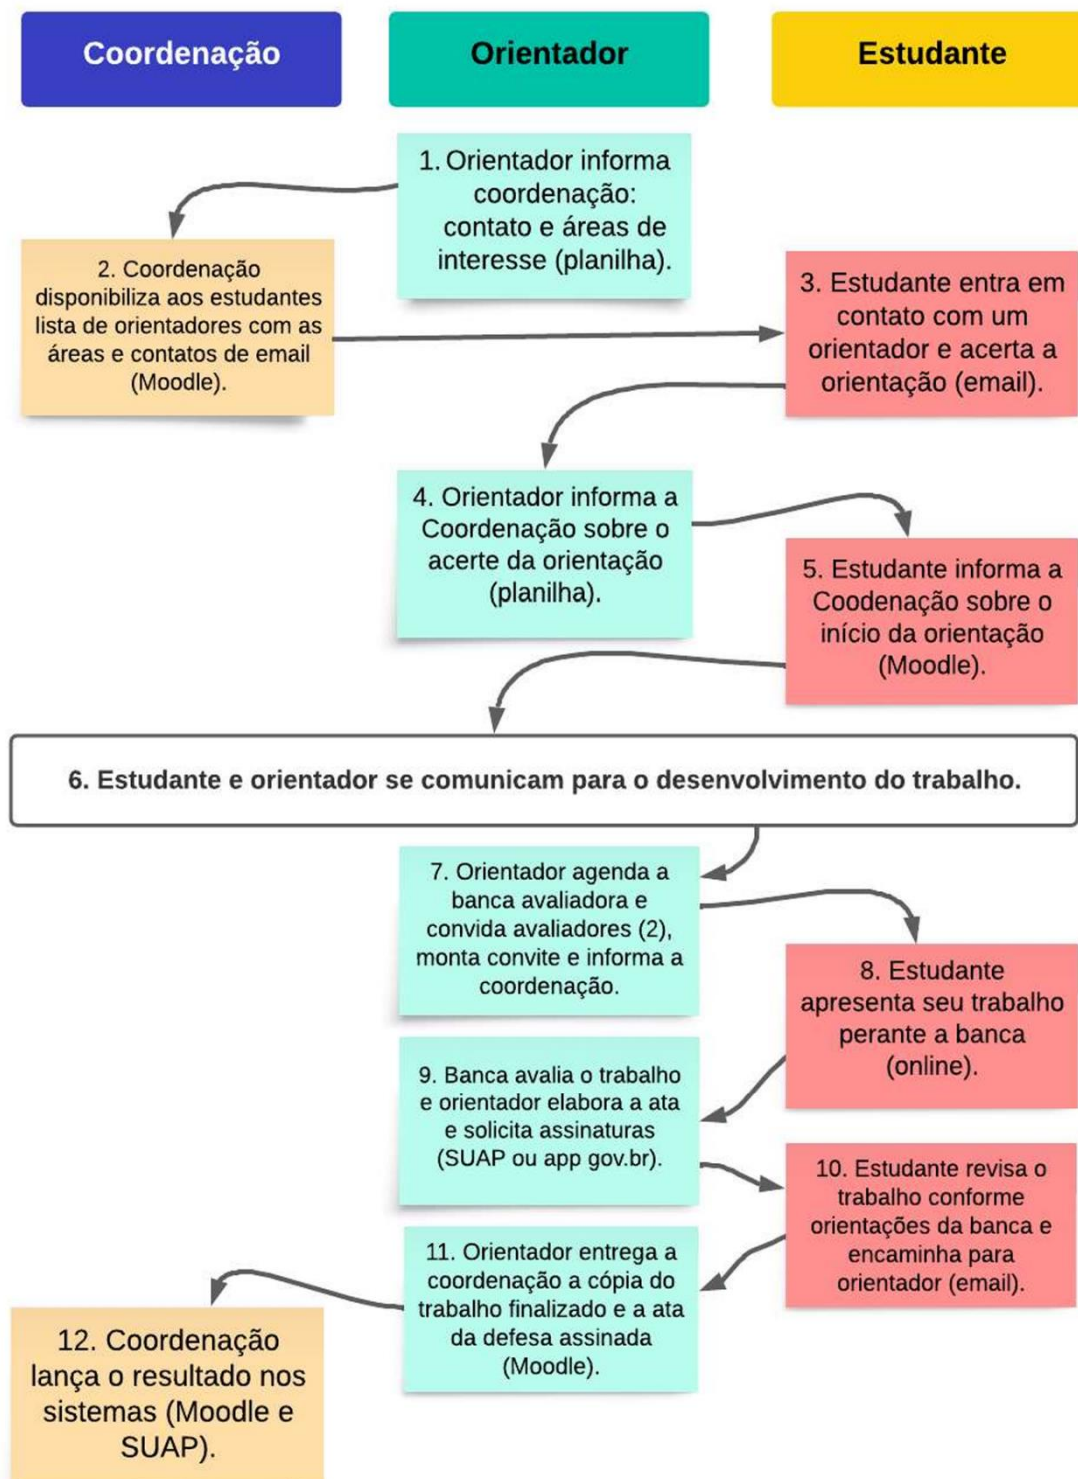 Coordenação
Orientador
Estudante
1. Orientador informa
coordenação:
contato e áreas de
interesse (planilha).
2. Coordenação
disponibiliza aos estudantes
lista de orientadores com as
áreas e contatos de email
(Moodle).
3. Estudante entra em
contato com um
orientador e acerta a
orientação (email).
4. Orientador informa a
Coordenação sobre o
acerte da orientação
(planilha).
5. Estudante informa a
Coodenação sobre o
início da orientação
(Moodle).
6. Estudante e orientador se comunicam para o desenvolvimento do trabalho.
7. Orientador agenda a
banca avaliadora e
convida avaliadores (2),
monta convite e informa a
coordenação.
8. Estudante
apresenta seu trabalho
perante a banca
(online).
9. Banca avalia o trabalho
e orientador elabora a ata
e solicita assinaturas
(SUAP ou app gov.br).
10. Estudante revisa o
trabalho conforme
orientações da banca e
encaminha para
orientador (email).
11. Orientador entrega a
coordenação a cópia do
trabalho finalizado e a ata
da defesa assinada
(Moodle).
12. Coordenação
lança o resultado nos
sistemas (Moodle e
SUAP).